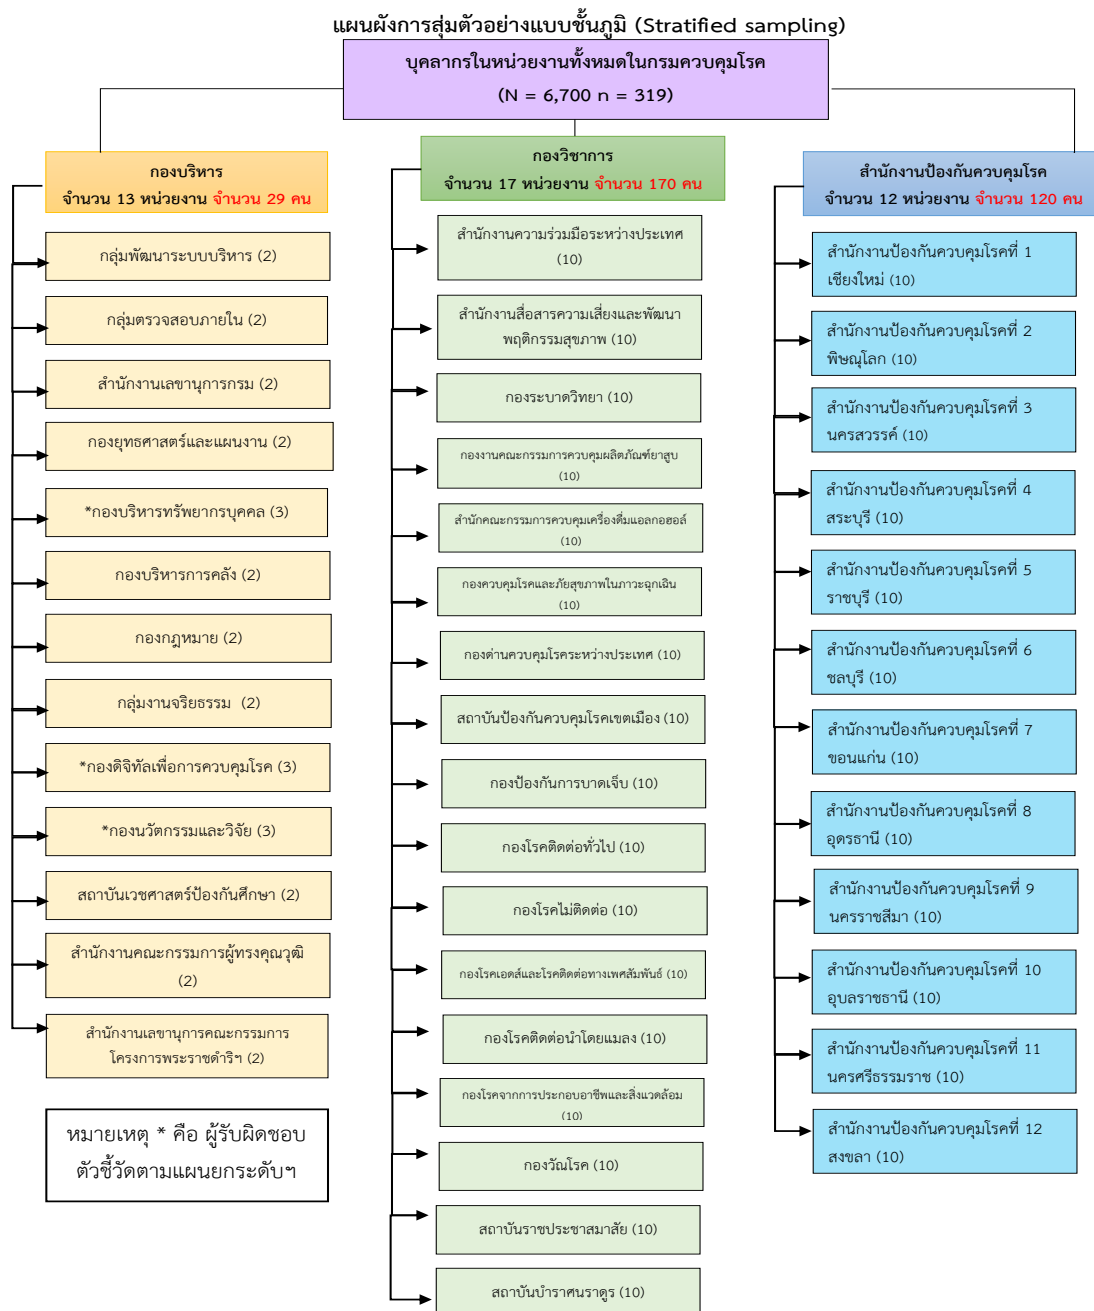 แผนผังการสุ่มตัวอย่างแบบชั้นภูมิ (Stratified sampling)
บุคลากรในหน่วยงานทั้งหมดในกรมควบคุมโรค
(N = 6,700 n = 319)
กองบริหาร
จำนวน 13 หน่วยงาน จำนวน 29 คน
กลุ่มพัฒนาระบบบริหาร (2)
กลุ่มตรวจสอบภายใน (2)
สำนักงานเลขานุการกรม (2)
กองยุทธศาสตร์และแผนงาน (2)
*กองบริหารทรัพยากรบุคคล (3)
กองบริหารการคลัง (2)
กองกฎหมาย (2)
กลุ่มงานจริยธรรม (2)
*กองดิจิทัลเพื่อการควบคุมโรค (3)
*กองนวัตกรรมและวิจัย (3)
สถาบันเวชศาสตร์ป้องกันศึกษา (2)
สำนักงานคณะกรรมการผู้ทรงคุณวุฒิ
(2)
สำนักงานเลขานุการคณะกรรมการ
โครงการพระราชดำริฯ (2)
หมายเหตุ * คือ ผู้รับผิดชอบ
ตัวชี้วัดตามแผนยกระดับฯ
กองวิชาการ
จำนวน 17 หน่วยงาน จำนวน 170 คน
สำนักงานความร่วมมือระหว่างประเทศ
(10)
สำนักงานสื่อสารความเสี่ยงและพัฒนา
พฤติกรรมสุขภาพ (10)
กองระบาดวิทยา (10)
กองงานคณะกรรมการควบคุมผลิตภัณฑ์ยาสูบ
(10)
สำนักคณะกรรมการควบคุมเครื่องดื่มแอลกอฮอล์
(10)
กองควบคุมโรคและภัยสุขภาพในภาวะฉุกเฉิน
(10)
กองด่านควบคุมโรคระหว่างประเทศ (10)
สถาบันป้องกันควบคุมโรคเขตเมือง (10)
กองป้องกันการบาดเจ็บ (10)
กองโรคติดต่อทั่วไป (10)
กองโรคไม่ติดต่อ (10)
กองโรคเอดส์และโรคติดต่อทางเพศสัมพันธ์ (10)
กองโรคติดต่อนำโดยแมลง (10)
กองโรคจากการประกอบอาชีพและสิ่งแวดล้อม
(10)
กองวัณโรค (10)
สถาบันราชประชาสมาสัย (10)
สถาบันบำราศนราดูร (10)
สำนักงานป้องกันควบคุมโรค
จำนวน 12 หน่วยงาน จำนวน 120 คน
สำนักงานป้องกันควบคุมโรคที่ 1
เชียงใหม่ (10)
สำนักงานป้องกันควบคุมโรคที่ 2
พิษณุโลก (10)
สำนักงานป้องกันควบคุมโรคที่ 3
นครสวรรค์ (10)
สำนักงานป้องกันควบคุมโรคที่ 4
สระบุรี (10)
สำนักงานป้องกันควบคุมโรคที่ 5
ราชบุรี (10)
สำนักงานป้องกันควบคุมโรคที่ 6
ชลบุรี (10)
สำนักงานป้องกันควบคุมโรคที่ 7
ขอนแก่น (10)
สำนักงานป้องกันควบคุมโรคที่ 8
อุดรธานี (10)
สำนักงานป้องกันควบคุมโรคที่ 9
นครราชสีมา (10)
สำนักงานป้องกันควบคุมโรคที่ 10
อุบลราชธานี (10)
สำนักงานป้องกันควบคุมโรคที่ 11
นครศรีธรรมราช (10)
สำนักงานป้องกันควบคุมโรคที่ 12
สงขลา (10)